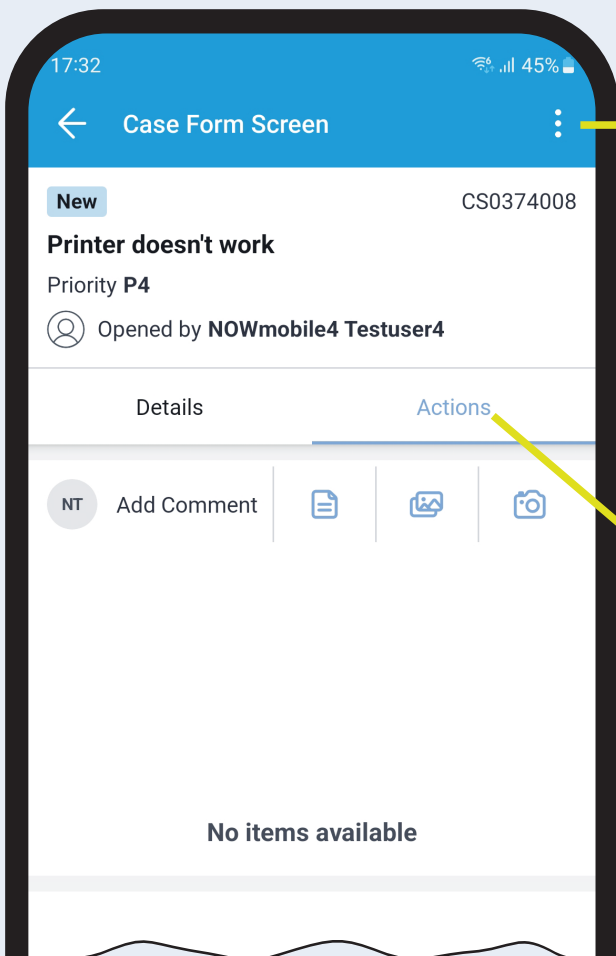 17:32 45%
Case Form Screen
New CS0374008
Printer doesn't work
Priority P4
Opened by NOWmobile4 Testuser4
Details Actions
NT Add Comment
No items available